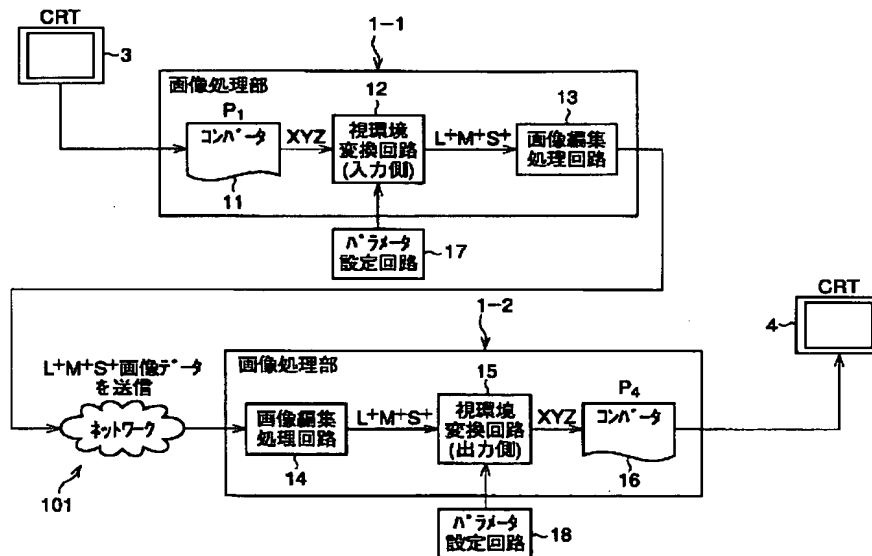 CRT
3
1-1
画像処理部
P1
コンバータ
11
XYZ
12
視環境
変換回路
(入力側)
L+M+S+
13
画像編集
処理回路
パラメータ
設定回路
17
CRT
4
1-2
画像処理部
L+M+S+画像データ
を送信
ネットワーク
101
画像編集
処理回路
14
L+M+S+
15
視環境
変換回路
(出力側)
XYZ
P4
コンバータ
16
パラメータ
設定回路
18